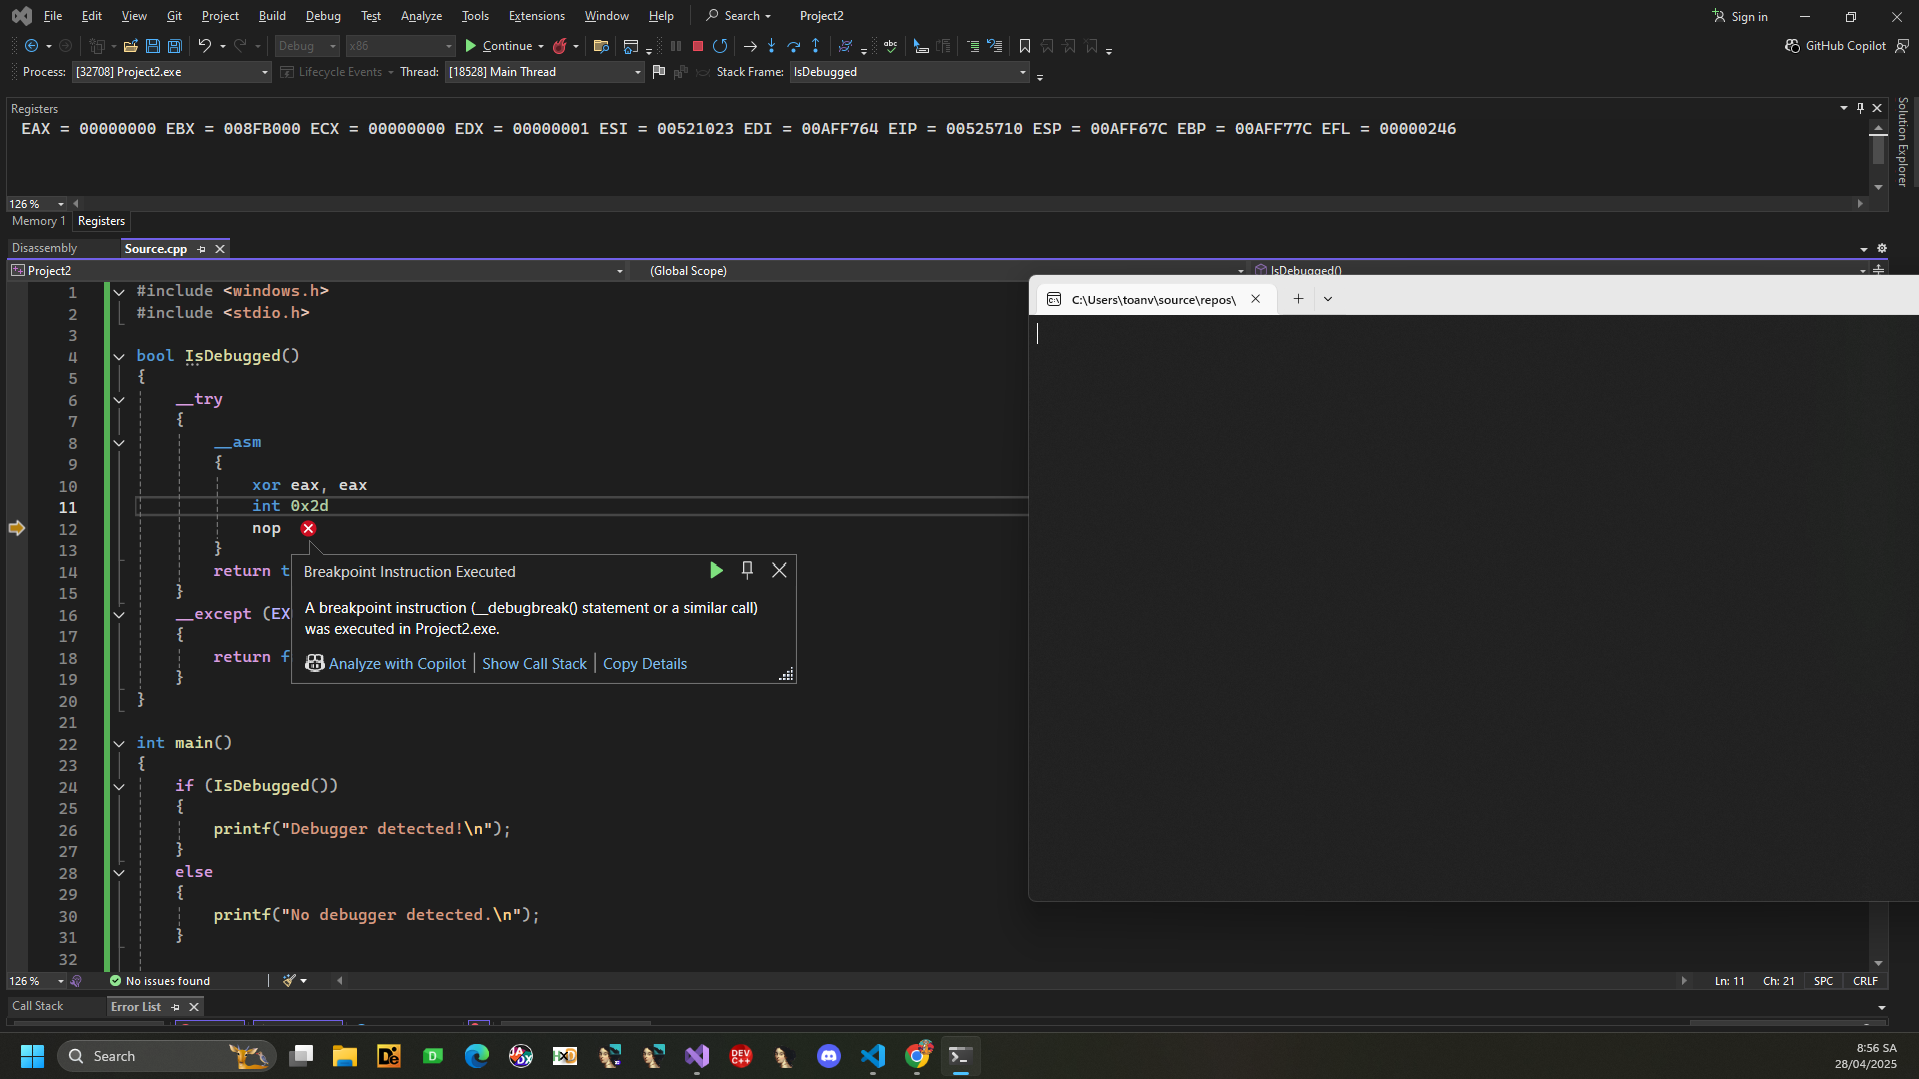 File Edit View Git Project Build Debug Test Analyze Tools Extensions Window Help Search Project2 Sign in
Debug x86 Continue GitHub Copilot
Process: [32708] Project2.exe Lifecycle Events Thread: [18528] Main Thread Stack Frame: IsDebugged
Registers
EAX = 00000000 EBX = 008FB000 ECX = 00000000 EDX = 00000001 ESI = 00521023 EDI = 00AFF764 EIP = 00525710 ESP = 00AFF67C EBP = 00AFF77C EFL = 00000246
Solution Explorer
126 %
Memory 1 Registers
Disassembly Source.cpp
Project2 (Global Scope) IsDebugged()
1 #include <windows.h>
2 #include <stdio.h>
3
4 bool IsDebugged()
5 {
6 __try
7 {
8 __asm
9 {
10 xor eax, eax
11 int 0x2d
12 nop
13 }
14 return t
15 }
16 __except (EX
17 {
18 return f
19 }
20 }
21
22 int main()
23 {
24 if (IsDebugged())
25 {
26 printf("Debugger detected!\n");
27 }
28 else
29 {
30 printf("No debugger detected.\n");
31 }
32
Breakpoint Instruction Executed
A breakpoint instruction (__debugbreak() statement or a similar call)
was executed in Project2.exe.
Analyze with Copilot Show Call Stack Copy Details
C:\Users\toanv\source\repos\
126 % No issues found Ln: 11 Ch: 21 SPC CRLF
Call Stack Error List
Search
8:56 SA
28/04/2025